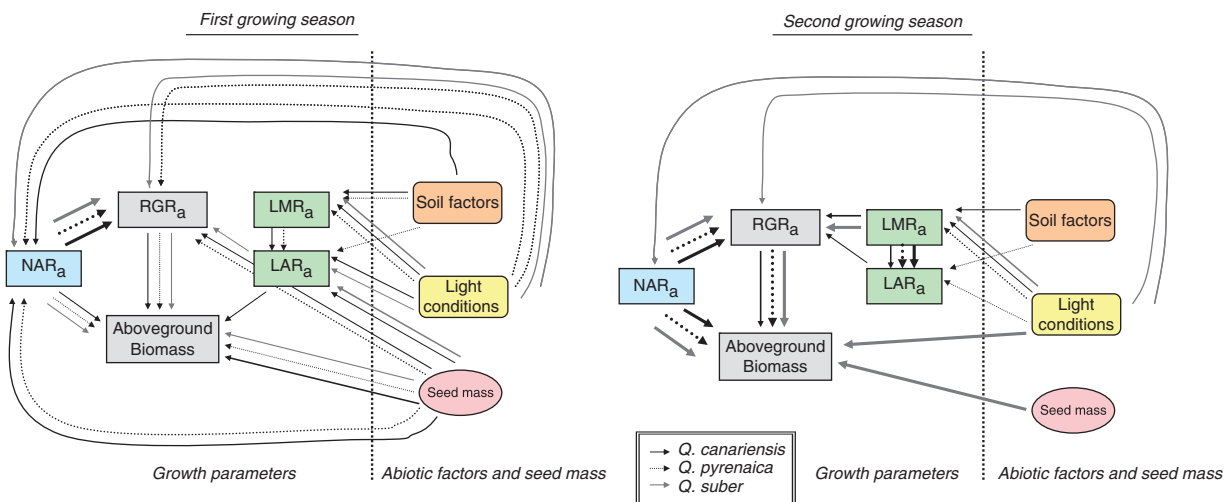 First growing season
Second growing season
RGRa
LMRa
Soil factors
NARa
LARa
Light
conditions
Aboveground
Biomass
Seed mass
Growth parameters
Abiotic factors and seed mass
RGRa
LMRa
Soil factors
NARa
LARa
Light
conditions
Aboveground
Biomass
Seed mass
Q. canariensis
Q. pyrenaica
Q. suber
Growth parameters
Abiotic factors and seed mass